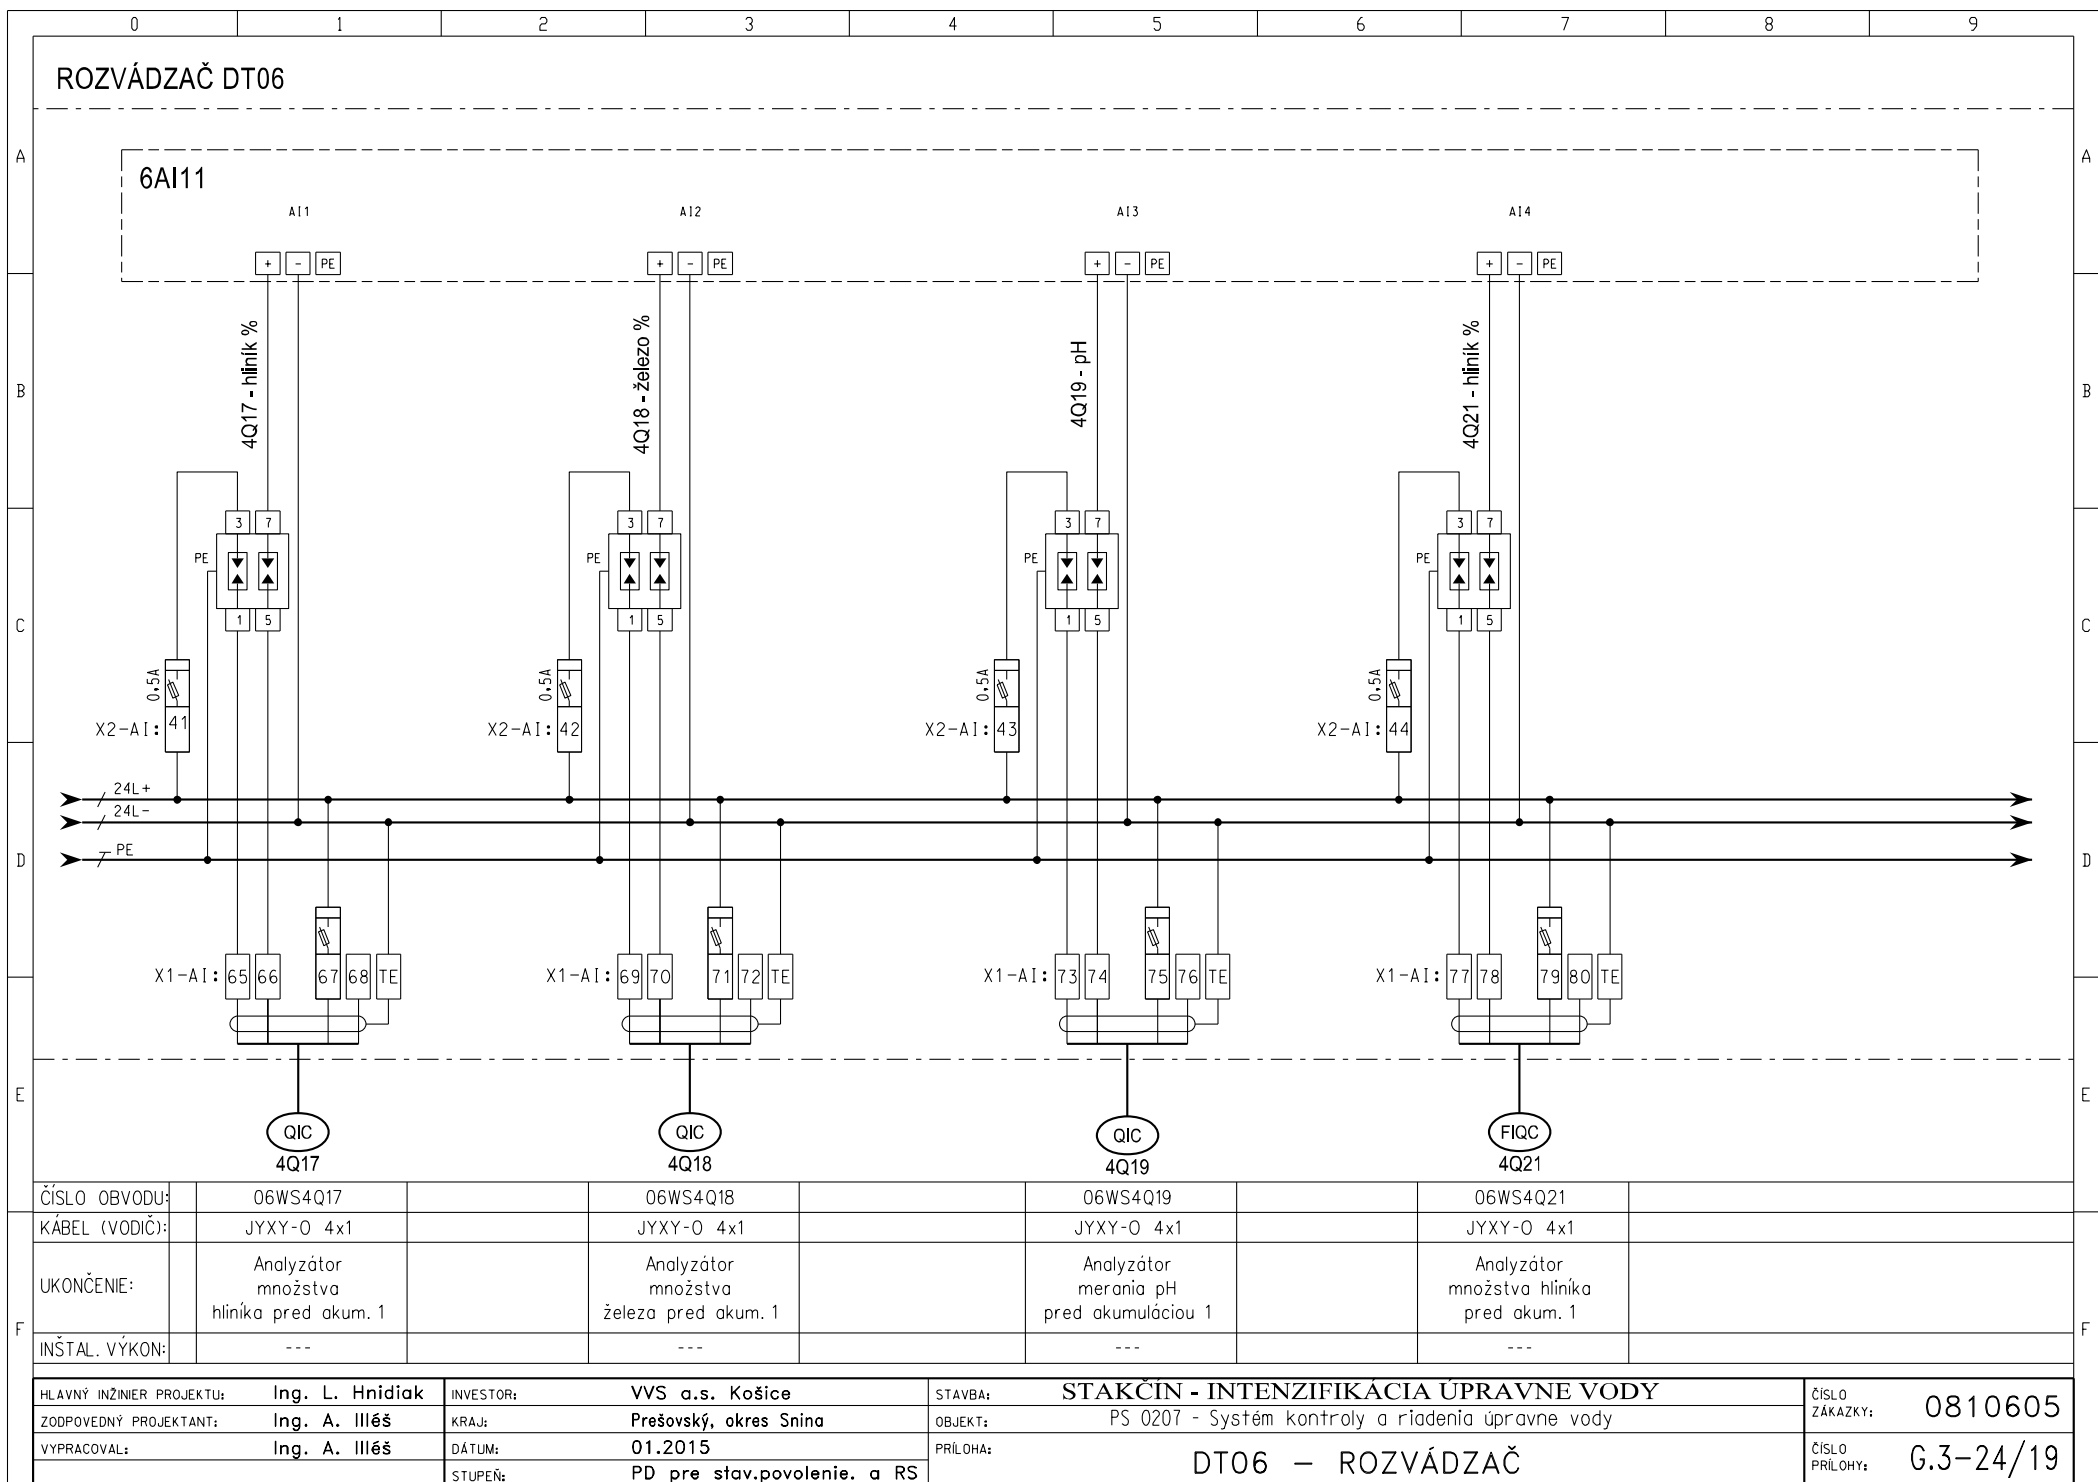 0 1 2 3 4 5 6 7 8 9
ROZVÁDZAČ DT06
A A
6AI11
AI1 AI2 AI3 AI4
+ - PE + - PE + - PE + - PE
4Q17 - hliník %
4Q18 - železo %
4Q19 - pH
4Q21 - hliník %
B B
3 7 3 7 3 7 3 7
PE PE PE PE
1 5 1 5 1 5 1 5
C C
0,5A 0,5A 0,5A 0,5A
X2-AI: 41 X2-AI: 42 X2-AI: 43 X2-AI: 44
24L+
24L-
PE
D D
X1-AI: 65 66 67 68 TE X1-AI: 69 70 71 72 TE X1-AI: 73 74 75 76 TE X1-AI: 77 78 79 80 TE
E E
QIC QIC QIC FIQC
4Q17 4Q18 4Q19 4Q21
ČÍSLO OBVODU: 06WS4Q17 06WS4Q18 06WS4Q19 06WS4Q21
KÁBEL (VODIČ): JYXY-O 4x1 JYXY-O 4x1 JYXY-O 4x1 JYXY-O 4x1
UKONČENIE:
Analyzátor
množstva
hliníka pred akum. 1
Analyzátor
množstva
železa pred akum. 1
Analyzátor
merania pH
pred akumuláciou 1
Analyzátor
množstva hliníka
pred akum. 1
F F
INŠTAL. VÝKON: --- --- --- ---
HLAVNÝ INŽINIER PROJEKTU: Ing. L. Hnidiak
ZODPOVEDNÝ PROJEKTANT: Ing. A. Illéš
VYPRACOVAL: Ing. A. Illéš
INVESTOR: VVS a.s. Košice
KRAJ: Prešovský, okres Snina
DÁTUM: 01.2015
STUPEŇ: PD pre stav.povolenie. a RS
STAVBA: STAKČÍN - INTENZIFIKÁCIA ÚPRAVNE VODY
OBJEKT: PS 0207 - Systém kontroly a riadenia úpravne vody
PRÍLOHA: DT06 – ROZVÁDZAČ
ČÍSLO
ZÁKAZKY: 0810605
ČÍSLO
PRÍLOHY: G.3-24/19